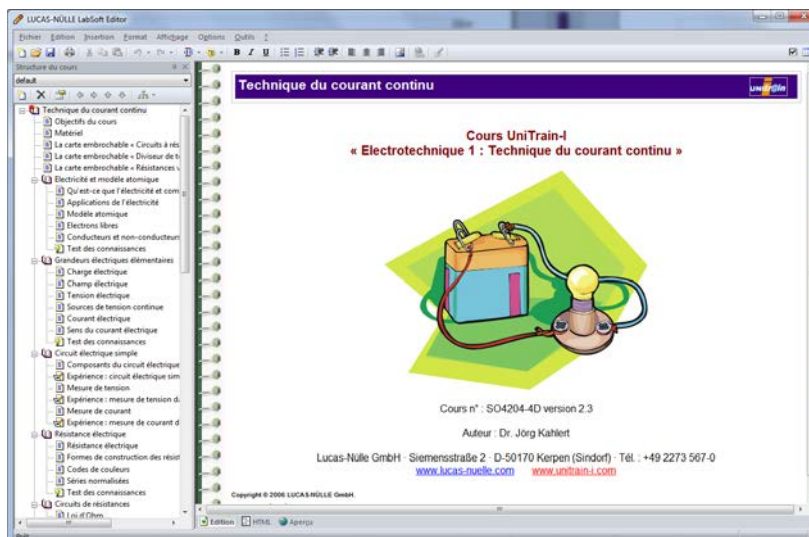 LUCAS-NÜLLE LabSoft Editor
Fichier Edition Insertion Format Affichage Options Outils ?
Structure du cours
default
Technique du courant continu
Objectifs du cours
Matériel
La carte embrochable « Circuits à rés
La carte embrochable « Diviseur de t
La carte embrochable « Résistances v
Electricité et modèle atomique
Qu'est-ce que l'électricité et com
Applications de l'électricité
Modèle atomique
Electrons libres
Conducteurs et non-conducteurs
Test des connaissances
Grandeurs électriques élémentaires
Charge électrique
Champ électrique
Tension électrique
Sources de tension continue
Courant électrique
Sens du courant électrique
Test des connaissances
Circuit électrique simple
Composants du circuit électrique
Expérience : circuit électrique sim
Mesure de tension
Expérience : mesure de tension da
Mesure de courant
Expérience : mesure de courant d
Résistance électrique
Résistance électrique
Formes de construction des résist
Codes de couleurs
Séries normalisées
Test des connaissances
Circuits de résistances
Loi d'Ohm
Technique du courant continu
UNITRAIN
Cours UniTrain-I
« Electrotechnique 1 : Technique du courant continu »
Cours n° : SO4204-4D version 2.3
Auteur : Dr. Jörg Kahlert
Lucas-Nülle GmbH · Siemensstraße 2 · D-50170 Kerpen (Sindorf) · Tél. : +49 2273 567-0
www.lucas-nuelle.com www.unitrain-i.com
Copyright © 2006 LUCAS-NÜLLE GmbH.
Edition HTML Aperçu
Prêt